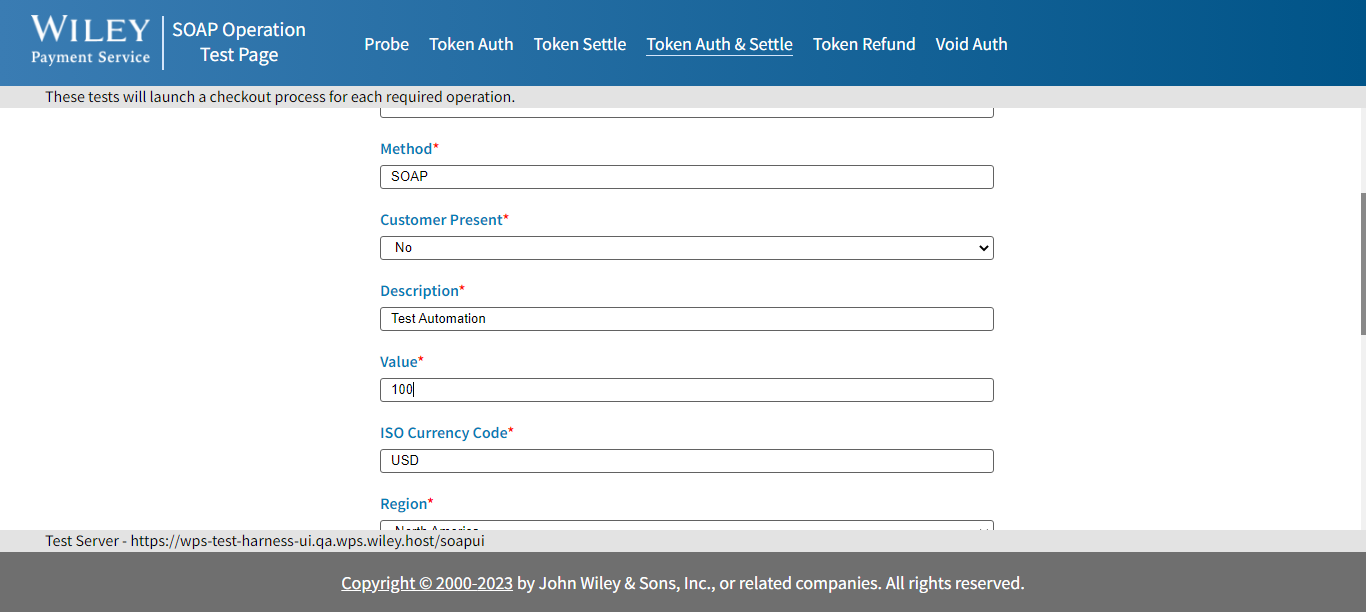 WILEY
Payment Service
SOAP Operation
Test Page
Probe Token Auth Token Settle Token Auth & Settle Token Refund Void Auth
These tests will launch a checkout process for each required operation.
Method*
SOAP
Customer Present*
No
Description*
Test Automation
Value*
100
ISO Currency Code*
USD
Region*
North America
Test Server - https://wps-test-harness-ui.qa.wps.wiley.host/soapui
Copyright © 2000-2023 by John Wiley & Sons, Inc., or related companies. All rights reserved.